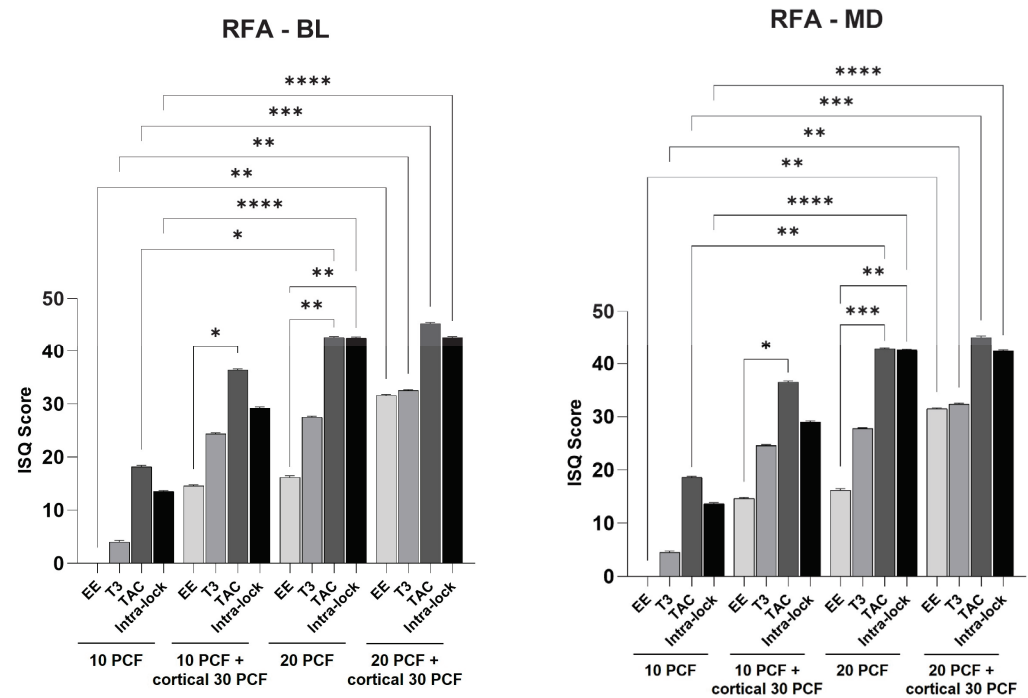 RFA - BL
****
***
**
**
****
*
**
**
*
ISQ Score
50
40
30
20
10
0
EE
T3
TAC
Intra-lock
EE
T3
TAC
Intra-lock
EE
T3
TAC
Intra-lock
EE
T3
TAC
Intra-lock
10 PCF
10 PCF +
cortical 30 PCF
20 PCF
20 PCF +
cortical 30 PCF
RFA - MD
****
***
**
**
****
**
**
***
*
ISQ Score
50
40
30
20
10
0
EE
T3
TAC
Intra-lock
EE
T3
TAC
Intra-lock
EE
T3
TAC
Intra-lock
EE
T3
TAC
Intra-lock
10 PCF
10 PCF +
cortical 30 PCF
20 PCF
20 PCF +
cortical 30 PCF